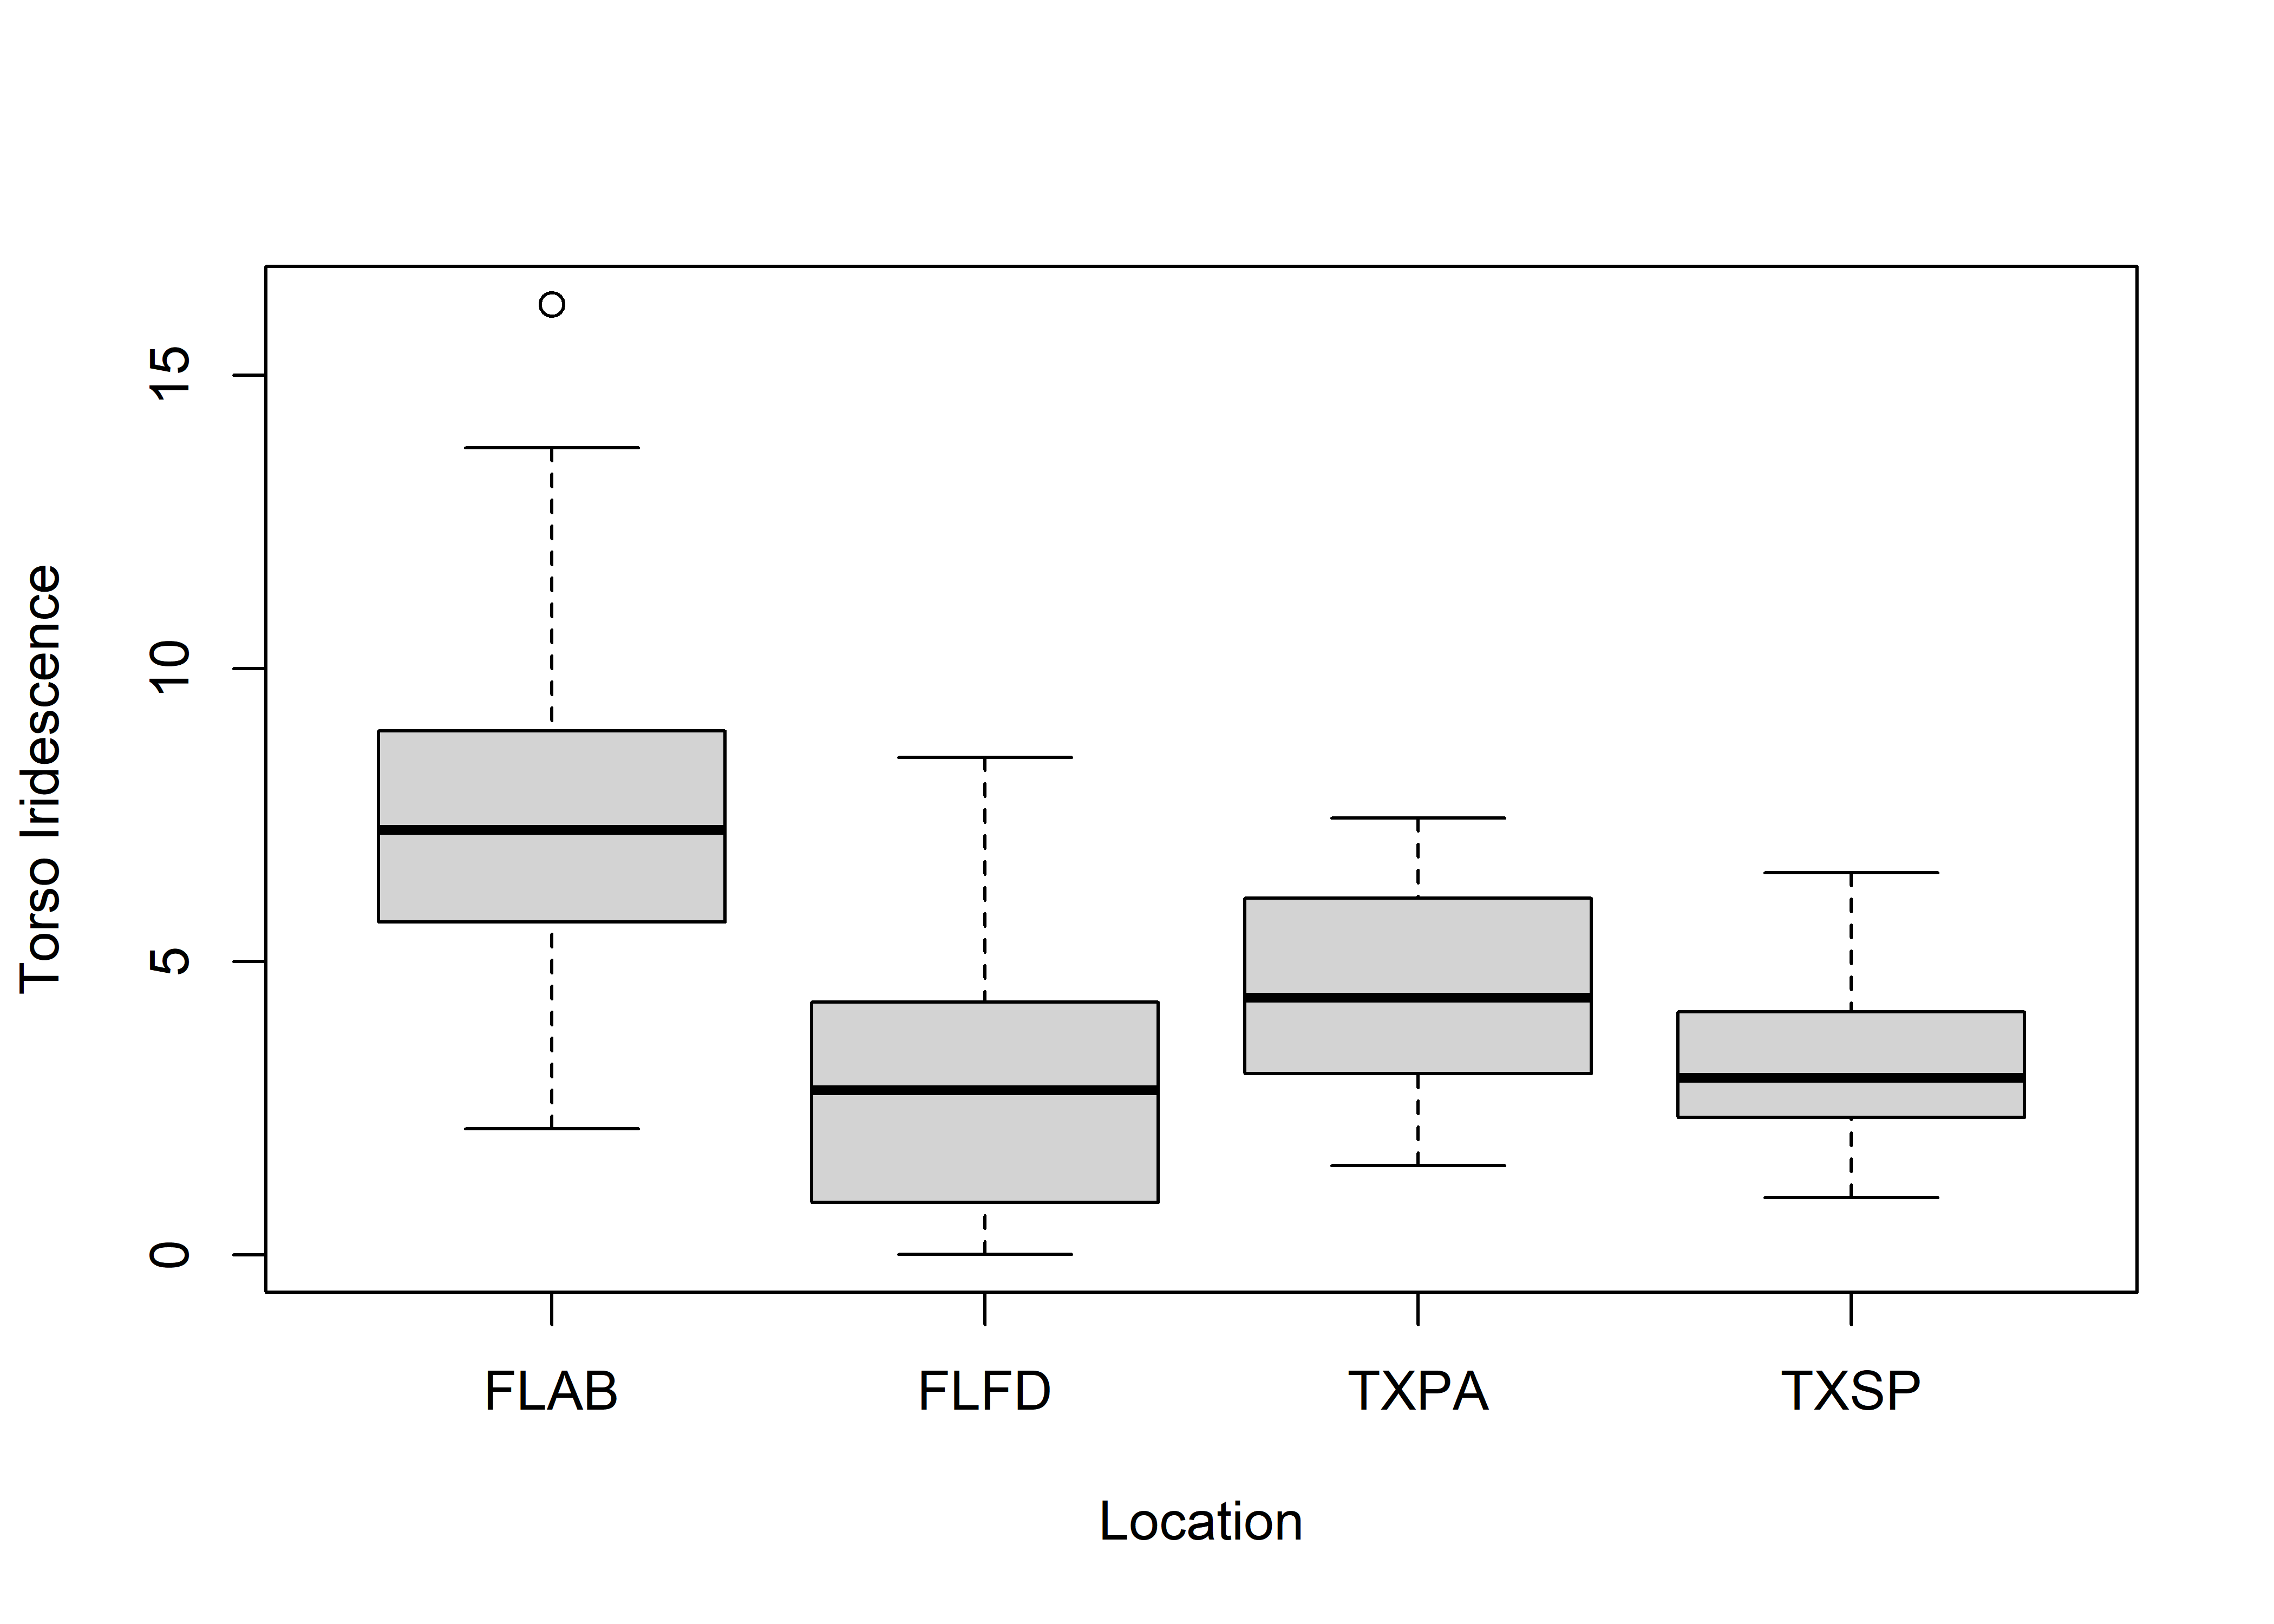 Torso Iridescence
15
10
5
0
FLAB FLFD TXPA TXSP
Location